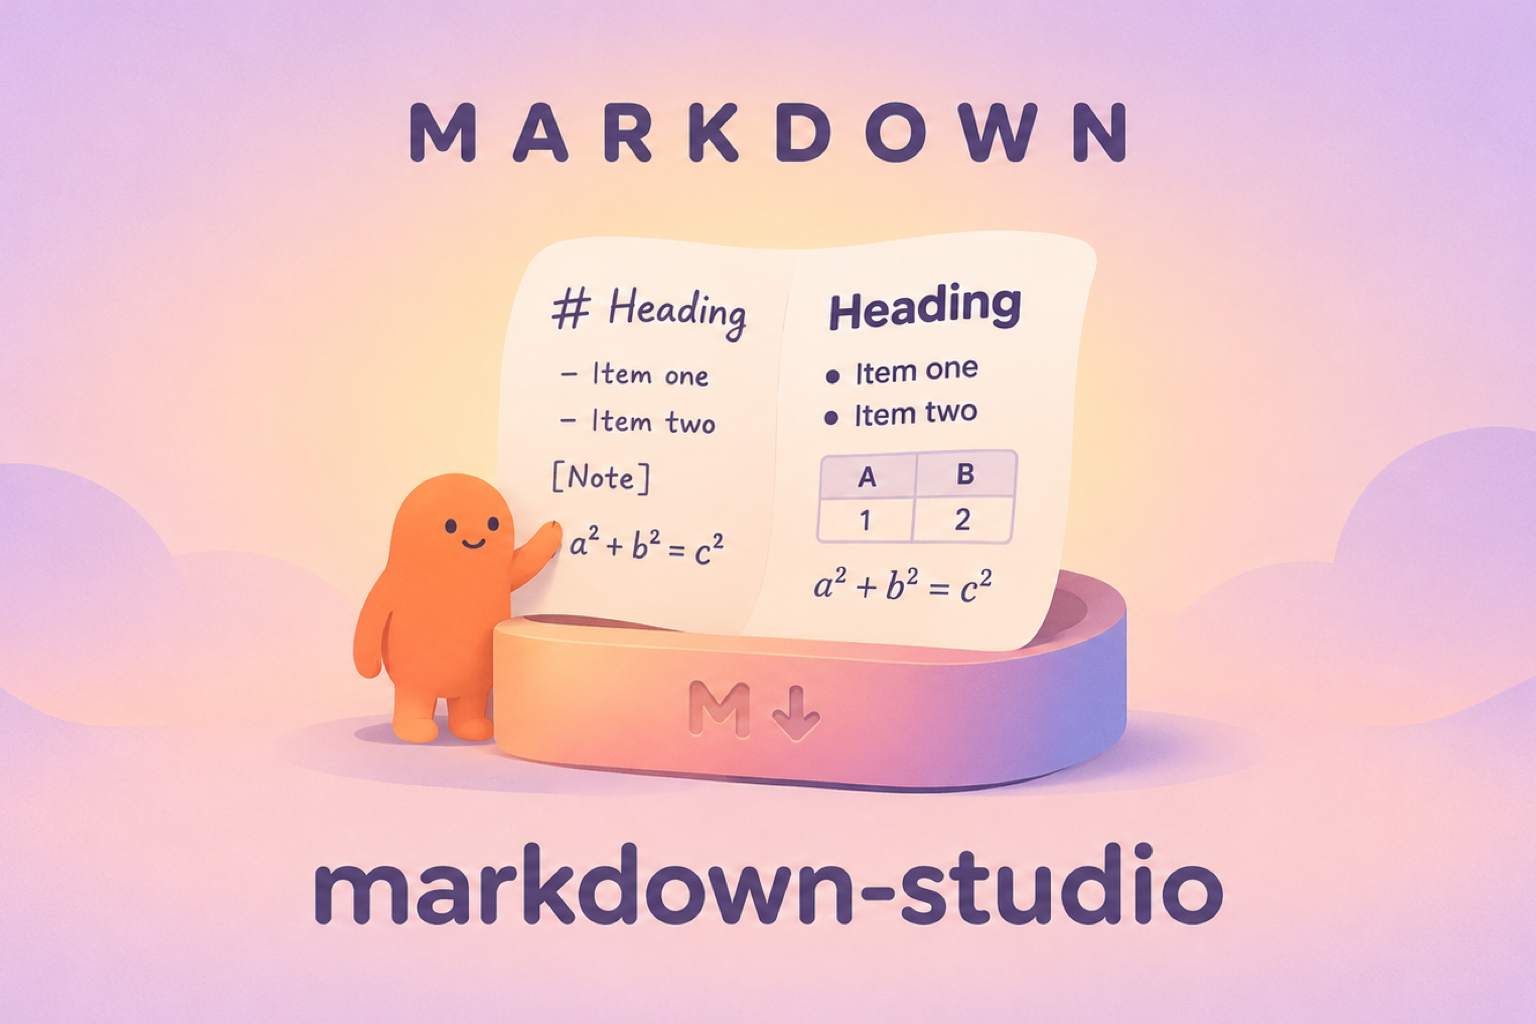 MARKDOWN
# Heading
- Item one
- Item two
[Note]
a² + b² = c²
Heading
• Item one
• Item two
A B
1 2
a² + b² = c²
M↓
markdown-studio